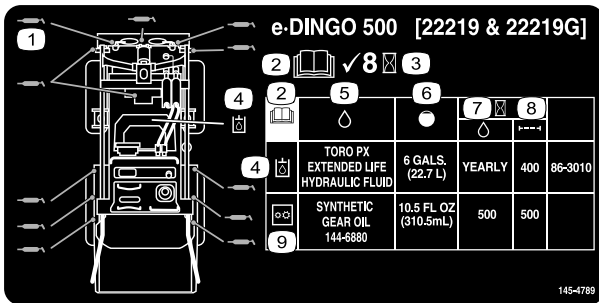 1
e·DINGO 500 [22219 & 22219G]
2 ✓8 3
4
2 5 6 7 8
4 TORO PX
EXTENDED LIFE
HYDRAULIC FLUID
6 GALS.
(22.7 L)
YEARLY 400 86-3010
9 SYNTHETIC
GEAR OIL
144-6880
10.5 FL OZ
(310.5mL)
500 500
145-4789